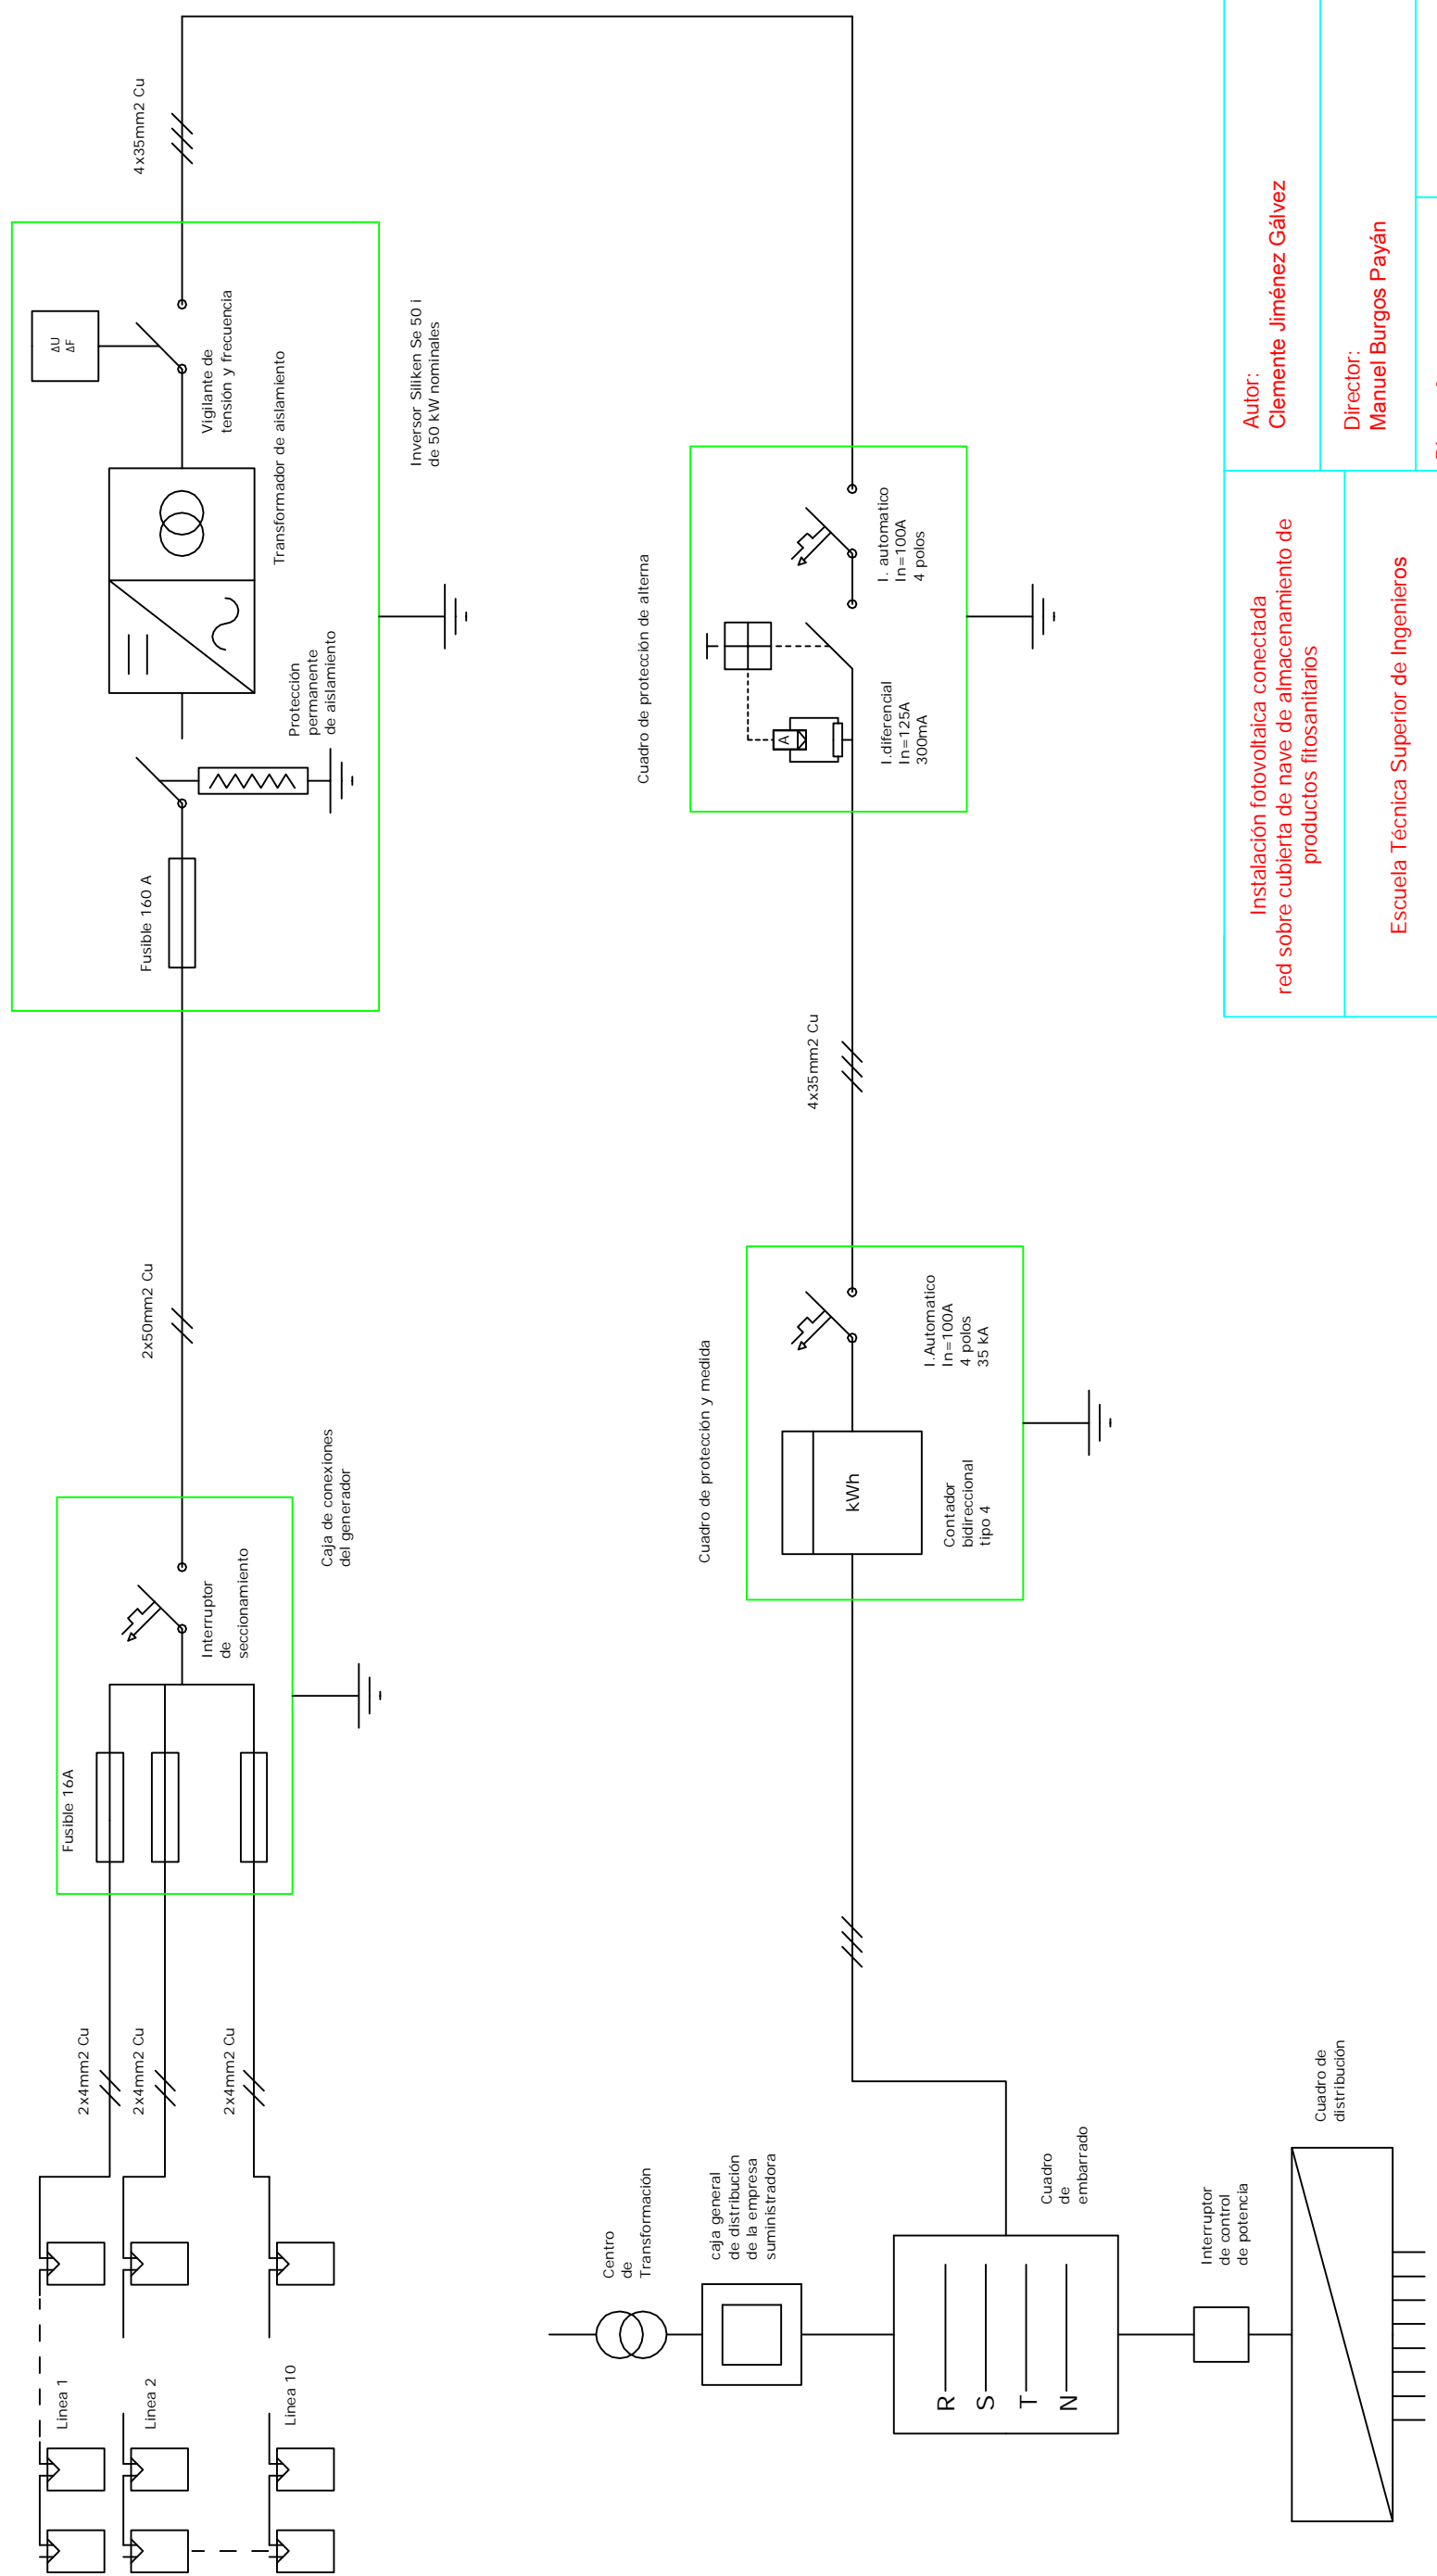 Linea 1
Linea 2
Linea 10
2x4mm2 Cu
2x4mm2 Cu
2x4mm2 Cu
Fusible 16A
Interruptor
de
seccionamiento
Caja de conexiones
del generador
2x50mm2 Cu
Fusible 160 A
Protección
permanente
de aislamiento
Transformador de aislamiento
Vigilante de
tensión y frecuencia
ΔU
ΔF
Inversor Siliken Se 50 i
de 50 kW nominales
4x35mm2 Cu
Centro
de
Transformación
caja general
de distribución
de la empresa
suministradora
R
S
T
N
Cuadro
de
embarrado
Interruptor
de control
de potencia
Cuadro de
distribución
Cuadro de protección y medida
kWh
Contador
bidireccional
tipo 4
I.Automatico
In=100A
4 polos
35 kA
4x35mm2 Cu
Cuadro de protección de alterna
A
I.diferencial
In=125A
300mA
I. automatico
In=100A
4 polos
Instalación fotovoltaica conectada
red sobre cubierta de nave de almacenamiento de
productos fitosanitarios
Escuela Técnica Superior de Ingenieros
Autor:
Clemente Jiménez Gálvez
Director:
Manuel Burgos Payán